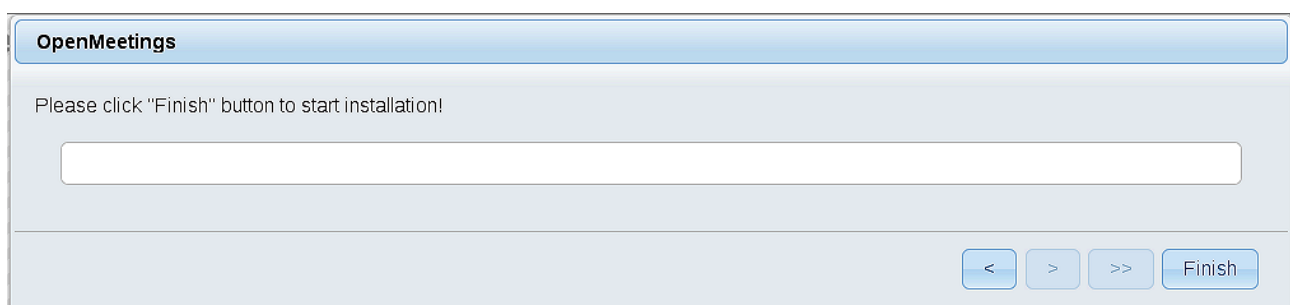 OpenMeetings
Please click "Finish" button to start installation!
< > >> Finish